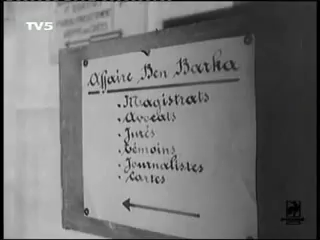 TV5
Affaire Ben Barka
. Magistrats
. Avocats
. Jurés
. Témoins
. Journalistes
. Cartes